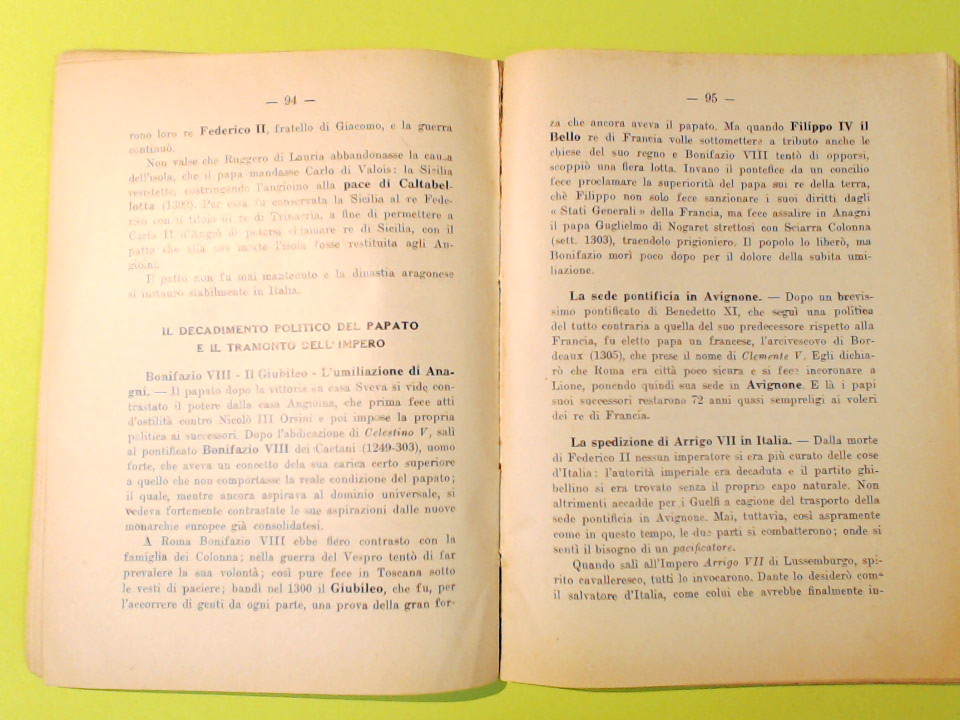 — 94 —
rono loro re Federico II, fratello di Giacomo, e la guerra
continuò.
Non valse che Ruggero di Lauria abbandonasse la causa
dell'isola, che il papa mandasse Carlo di Valois: la Sicilia
resistette, costringendo l'angioino alla pace di Caltabel-
lotta (1302). Per essa fu conservata la Sicilia al re Fede-
rico con il titolo di re di Trinacria, a fine di permettere a
Carlo II d'Angiò di potersi chiamare re di Sicilia, con il
patto che alla sua morte l'isola fosse restituita agli An-
gioini.
Il patto non fu mai mantenuto e la dinastia aragonese
si instaurò stabilmente in Italia.
IL DECADIMENTO POLITICO DEL PAPATO
E IL TRAMONTO DELL'IMPERO
Bonifazio VIII - Il Giubileo - L'umiliazione di Ana-
gni. — Il papato dopo la vittoria su casa Sveva si vide con-
trastato il potere dalla casa Angioina, che prima fece atti
d'ostilità contro Nicolò III Orsini e poi impose la propria
politica ai successori. Dopo l'abdicazione di Celestino V, salì
al pontificato Bonifazio VIII dei Caetani (1249-303), uomo
forte, che aveva un concetto dela sua carica certo superiore
a quello che non comportasse la reale condizione del papato;
il quale, mentre ancora aspirava al dominio universale, si
vedeva fortemente contrastate le sue aspirazioni dalle nuove
monarchie europee già consolidatesi.
A Roma Bonifazio VIII ebbe fiero contrasto con la
famiglia dei Colonna; nella guerra del Vespro tentò di far
prevalere la sua volontà; così pure fece in Toscana sotto
le vesti di paciere; bandì nel 1300 il Giubileo, che fu, per
l'accorrere di genti da ogni parte, una prova della gran for-
— 95 —
za che ancora aveva il papato. Ma quando Filippo IV il
Bello re di Francia volle sottomettere a tributo anche le
chiese del suo regno e Bonifazio VIII tentò di opporsi,
scoppiò una fiera lotta. Invano il pontefice da un concilio
fece proclamare la superiorità del papa sui re della terra,
chè Filippo non solo fece sanzionare i suoi diritti dagli
« Stati Generali » della Francia, ma fece assalire in Anagni
il papa Guglielmo di Nogaret strettosi con Sciarra Colonna
(sett. 1303), traendolo prigioniero. Il popolo lo liberò, ma
Bonifazio morì poco dopo per il dolore della subita umi-
liazione.
La sede pontificia in Avignone. — Dopo un brevis-
simo pontificato di Benedetto XI, che seguì una politica
del tutto contraria a quella del suo predecessore rispetto alla
Francia, fu eletto papa un francese, l'arcivescovo di Bor-
deaux (1305), che prese il nome di Clemente V. Egli dichia-
rò che Roma era città poco sicura e si fece incoronare a
Lione, ponendo quindi sua sede in Avignone. E là i papi
suoi successori restarono 72 anni quasi sempreligi ai voleri
dei re di Francia.
La spedizione di Arrigo VII in Italia. — Dalla morte
di Federico II nessun imperatore si era più curato delle cose
d'Italia: l'autorità imperiale era decaduta e il partito ghi-
bellino si era trovato senza il proprio capo naturale. Non
altrimenti accadde per i Guelfi a cagione del trasporto della
sede pontificia in Avignone. Mai, tuttavia, così aspramente
come in questo tempo, le due parti si combatterono; onde si
sentì il bisogno di un pacificatore.
Quando salì all'Impero Arrigo VII di Lussemburgo, spi-
rito cavalleresco, tutti lo invocarono. Dante lo desiderò come
il salvatore d'Italia, come colui che avrebbe finalmente in-